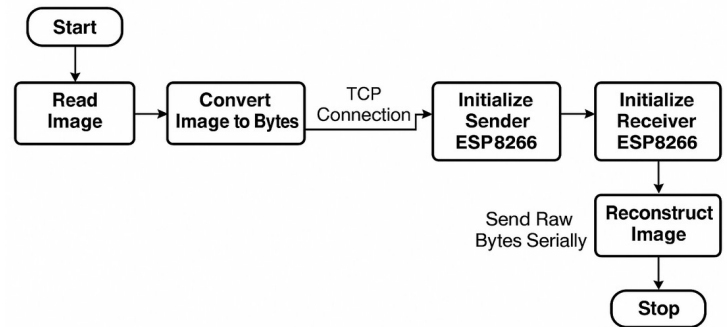 Start
Read
Image
Convert
Image to Bytes
TCP
Connection
Initialize
Sender
ESP8266
Initialize
Receiver
ESP8266
Send Raw
Bytes Serially
Reconstruct
Image
Stop